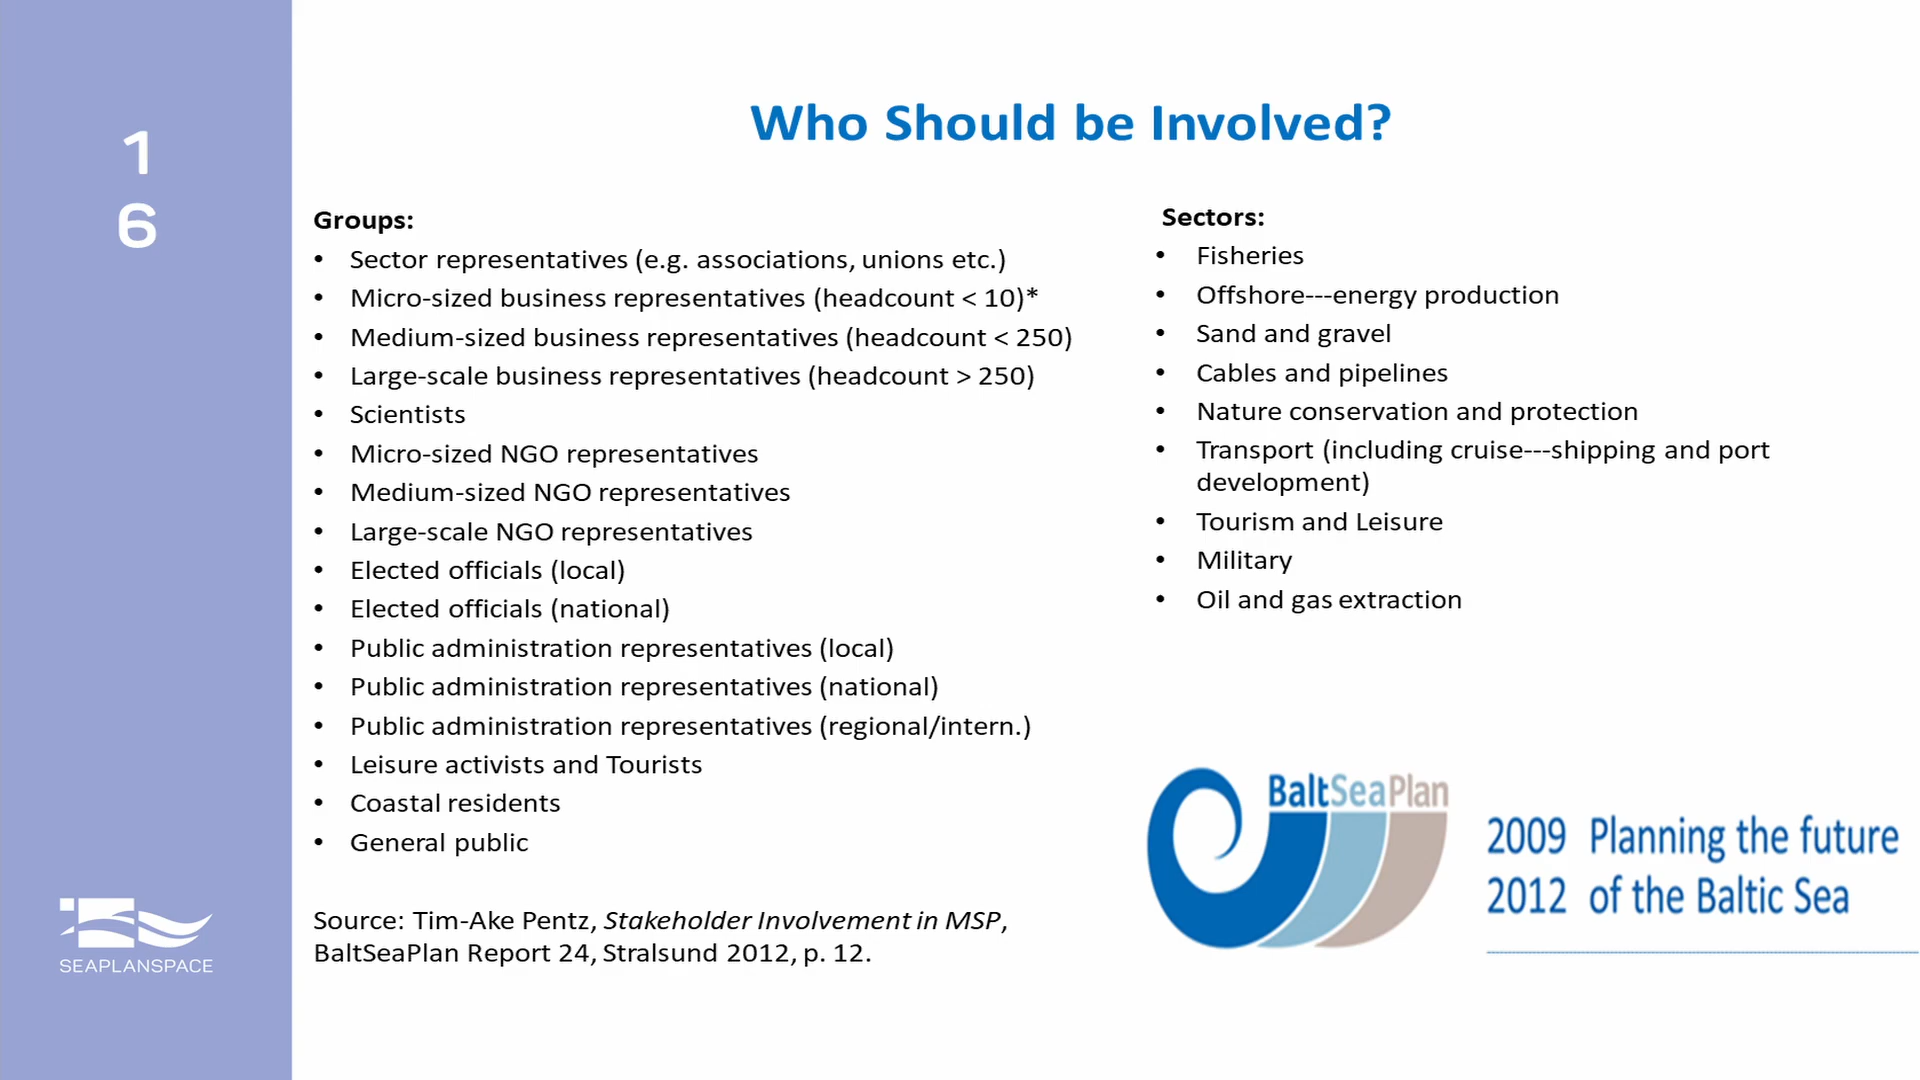 1
6
Who Should be Involved?
Groups:
• Sector representatives (e.g. associations, unions etc.)
• Micro-sized business representatives (headcount < 10)*
• Medium-sized business representatives (headcount < 250)
• Large-scale business representatives (headcount > 250)
• Scientists
• Micro-sized NGO representatives
• Medium-sized NGO representatives
• Large-scale NGO representatives
• Elected officials (local)
• Elected officials (national)
• Public administration representatives (local)
• Public administration representatives (national)
• Public administration representatives (regional/intern.)
• Leisure activists and Tourists
• Coastal residents
• General public
Source: Tim-Ake Pentz, Stakeholder Involvement in MSP,
BaltSeaPlan Report 24, Stralsund 2012, p. 12.
Sectors:
• Fisheries
• Offshore---energy production
• Sand and gravel
• Cables and pipelines
• Nature conservation and protection
• Transport (including cruise---shipping and port
development)
• Tourism and Leisure
• Military
• Oil and gas extraction
BaltSeaPlan
2009 Planning the future
2012 of the Baltic Sea
SEAPLANSPACE